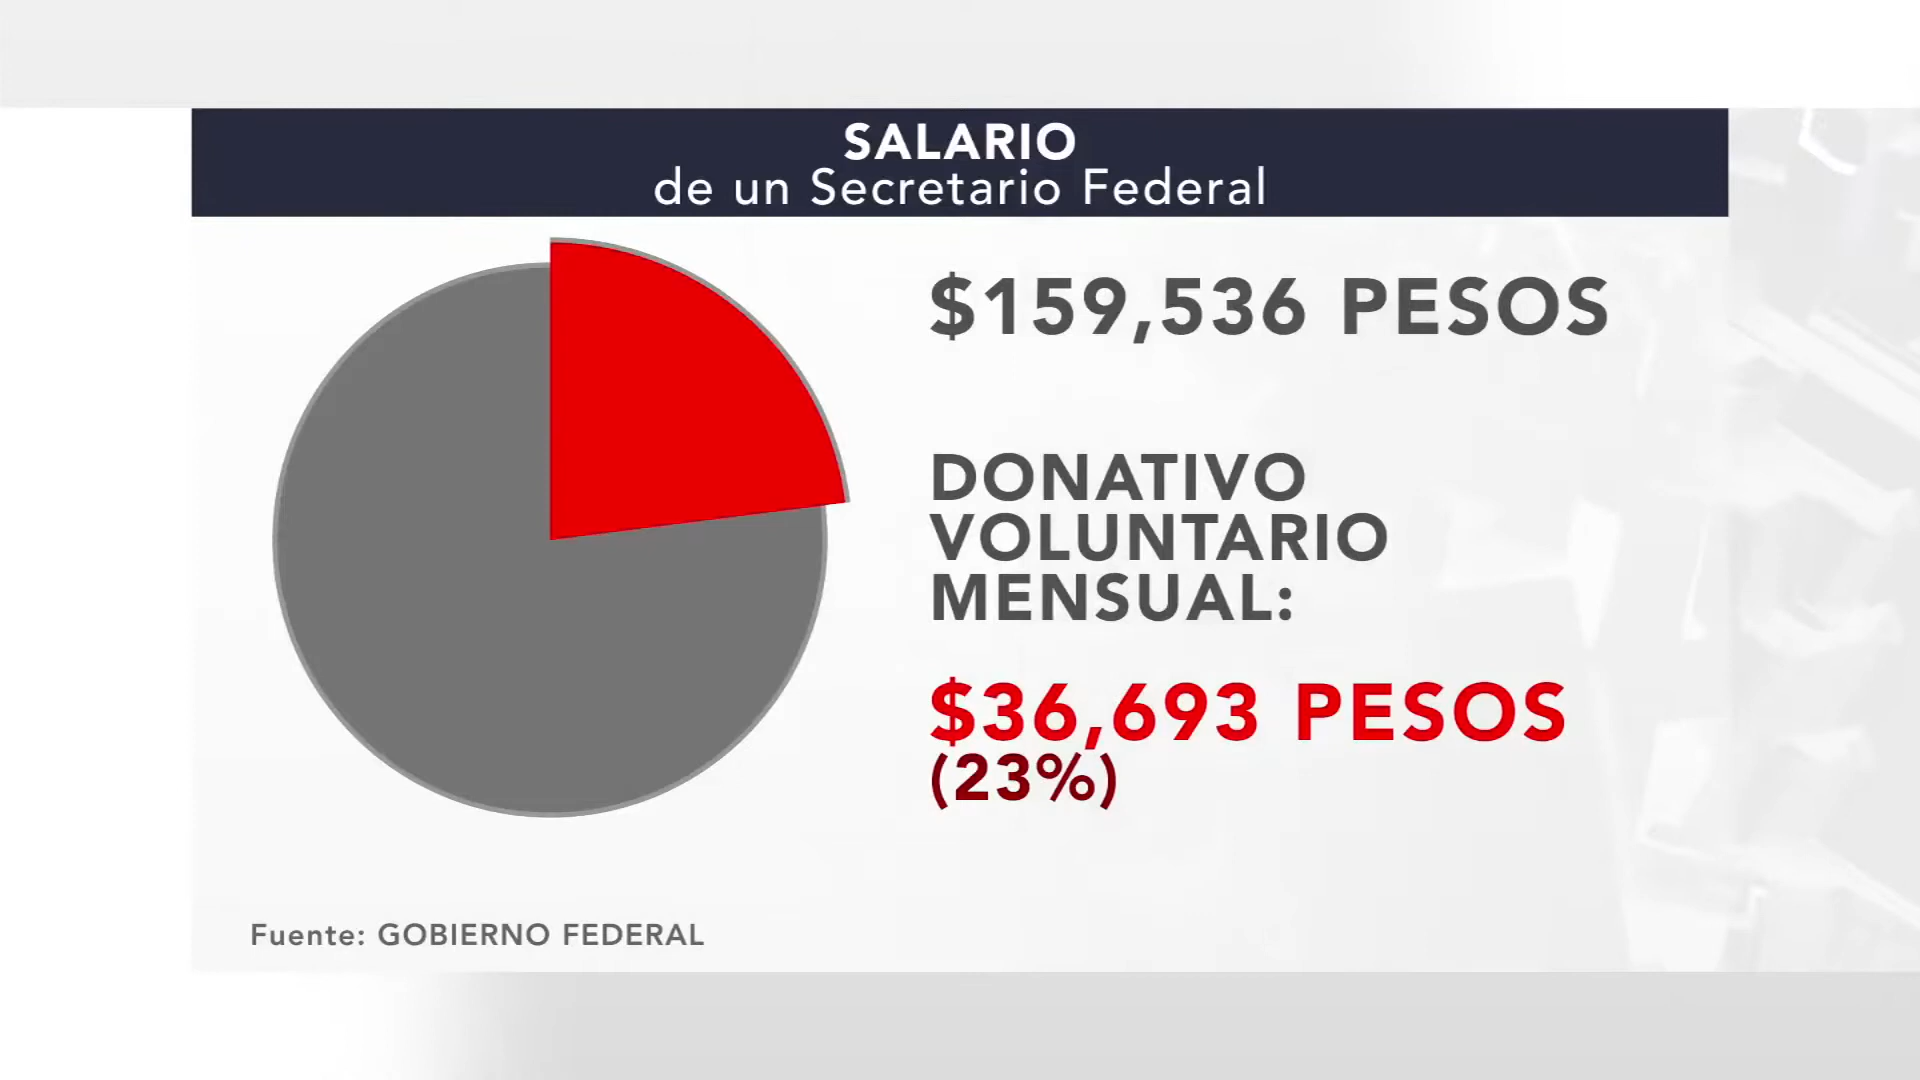 SALARIO
de un Secretario Federal
$159,536 PESOS
DONATIVO
VOLUNTARIO
MENSUAL:
$36,693 PESOS
(23%)
Fuente: GOBIERNO FEDERAL